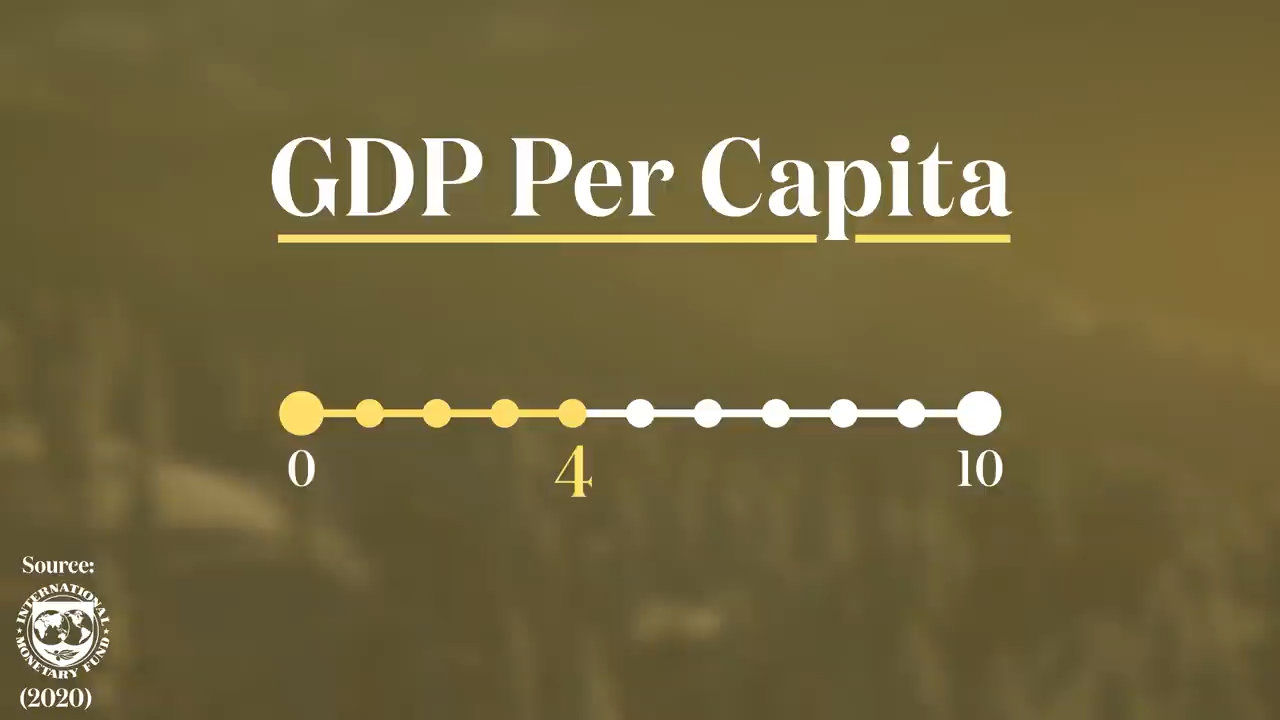 GDP Per Capita
0
4
10
Source:
INTERNATIONAL
MONETARY FUND
(2020)